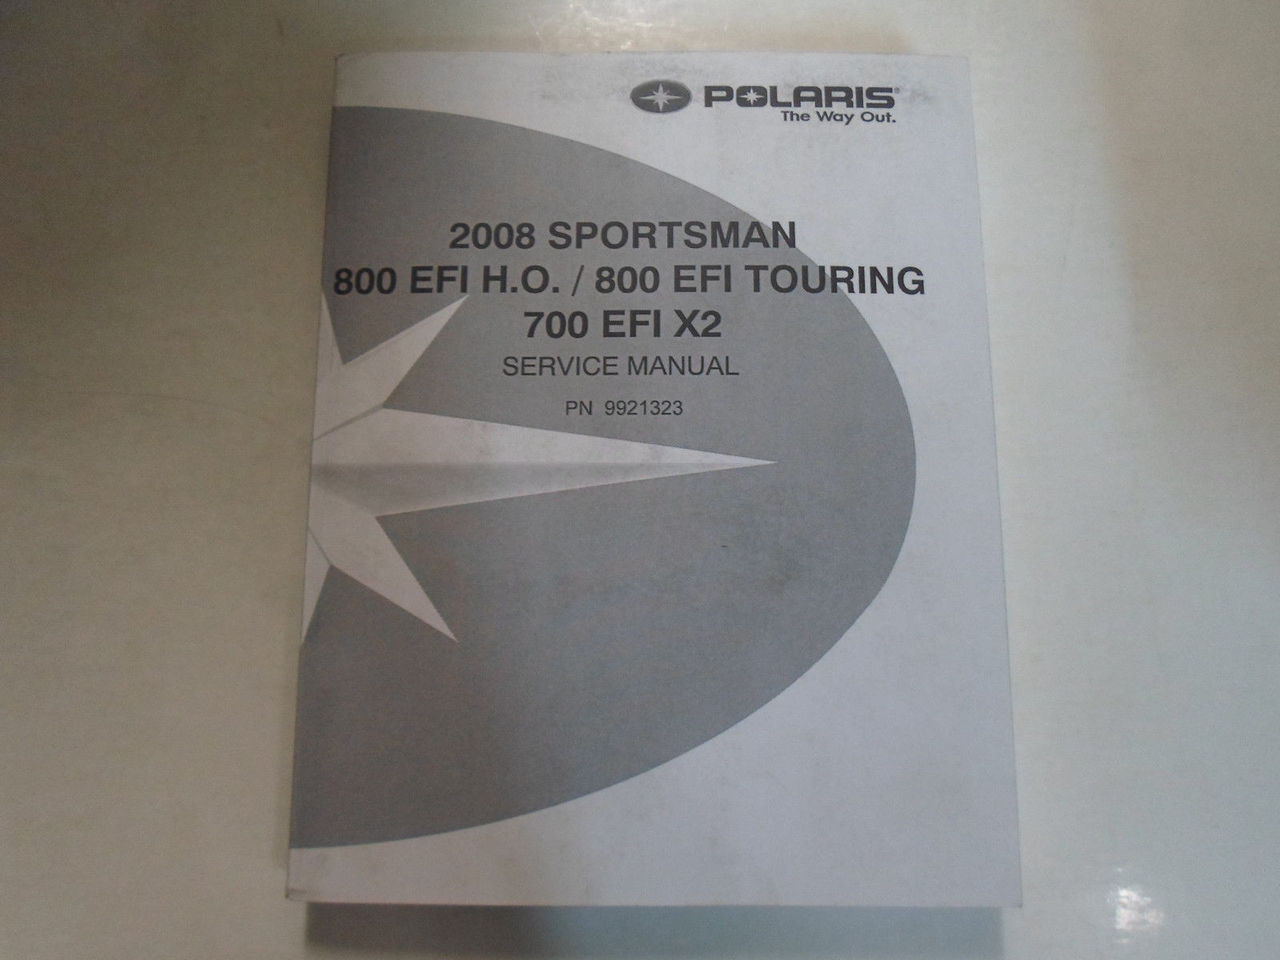 POLARIS®
The Way Out.
2008 SPORTSMAN
800 EFI H.O. / 800 EFI TOURING
700 EFI X2
SERVICE MANUAL
PN 9921323